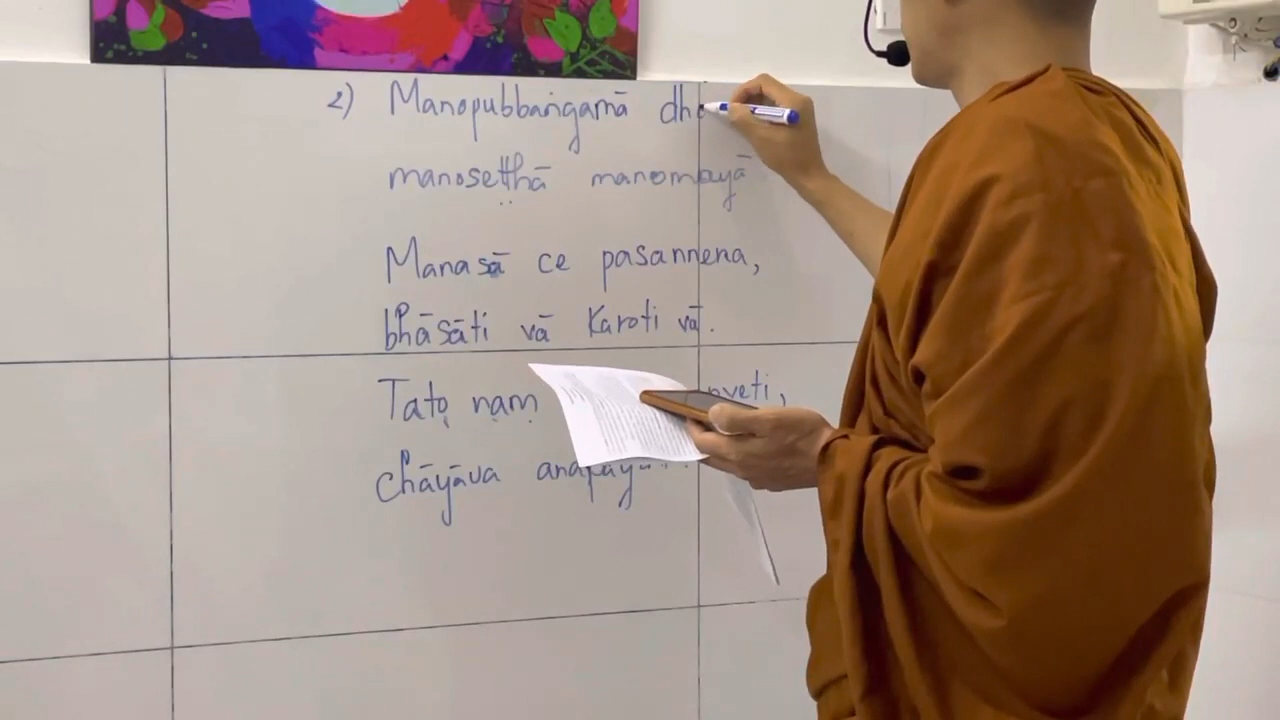 2) Manopubbaṅgamā
manoseṭṭhā manomayā
Manasā ce pasannena,
bhāsāti vā Karoti vā.
Tato naṃ
chāyāva